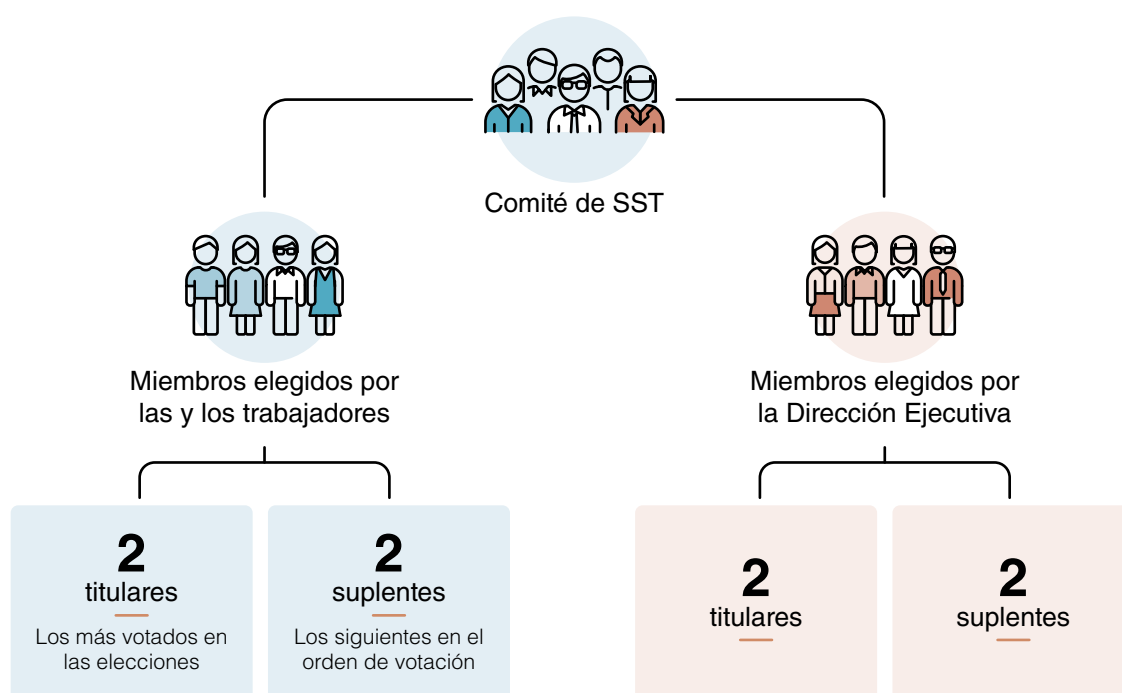 Comité de SST
Miembros elegidos por
las y los trabajadores
Miembros elegidos por
la Dirección Ejecutiva
2
titulares
Los más votados en
las elecciones
2
suplentes
Los siguientes en el
orden de votación
2
titulares
2
suplentes